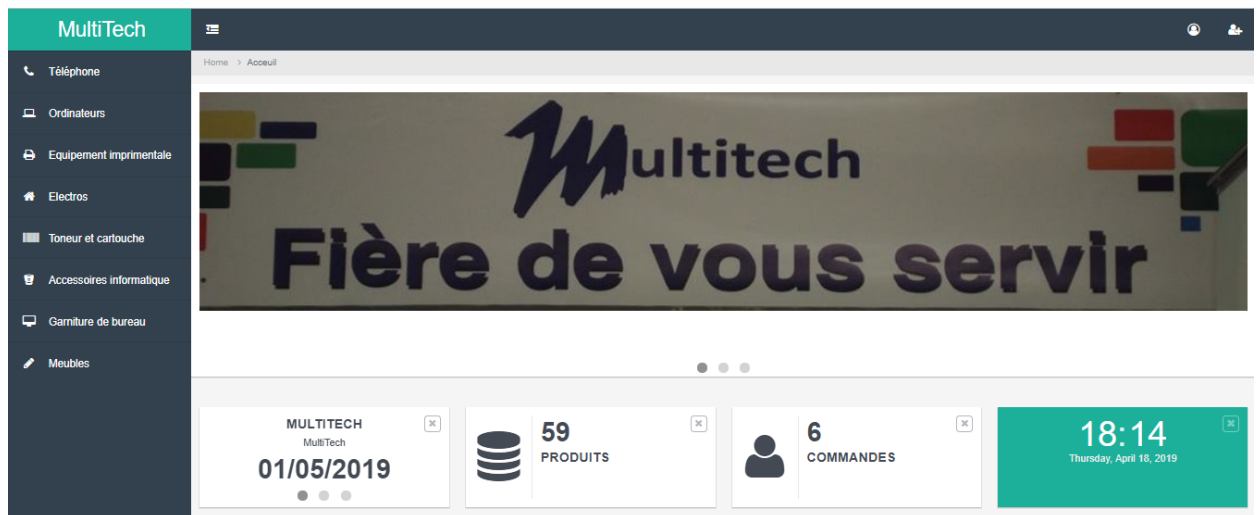 MultiTech
Téléphone
Ordinateurs
Equipement imprimentale
Electros
Toneur et cartouche
Accessoires informatique
Garniture de bureau
Meubles
Home > Acceuil
Multitech
Fière de vous servir
MULTITECH
MultiTech
01/05/2019
59
PRODUITS
6
COMMANDES
18:14
Thursday, April 18, 2019